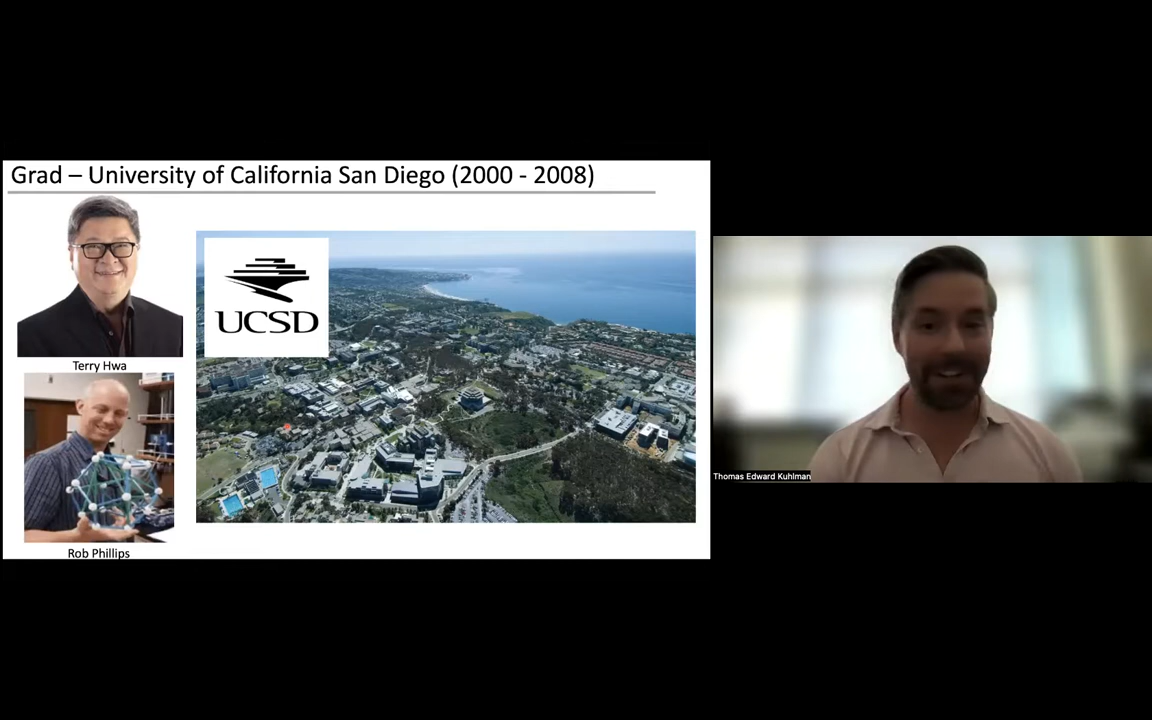 Grad – University of California San Diego (2000 - 2008)
UCSD
Terry Hwa
Rob Phillips
Thomas Edward Kuhlman